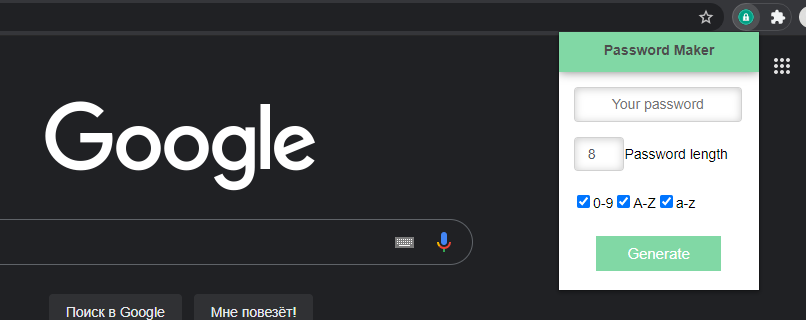 Password Maker
Google
Your password
8 Password length
0-9 A-Z a-z
Generate
Поиск в Google Мне повезёт!